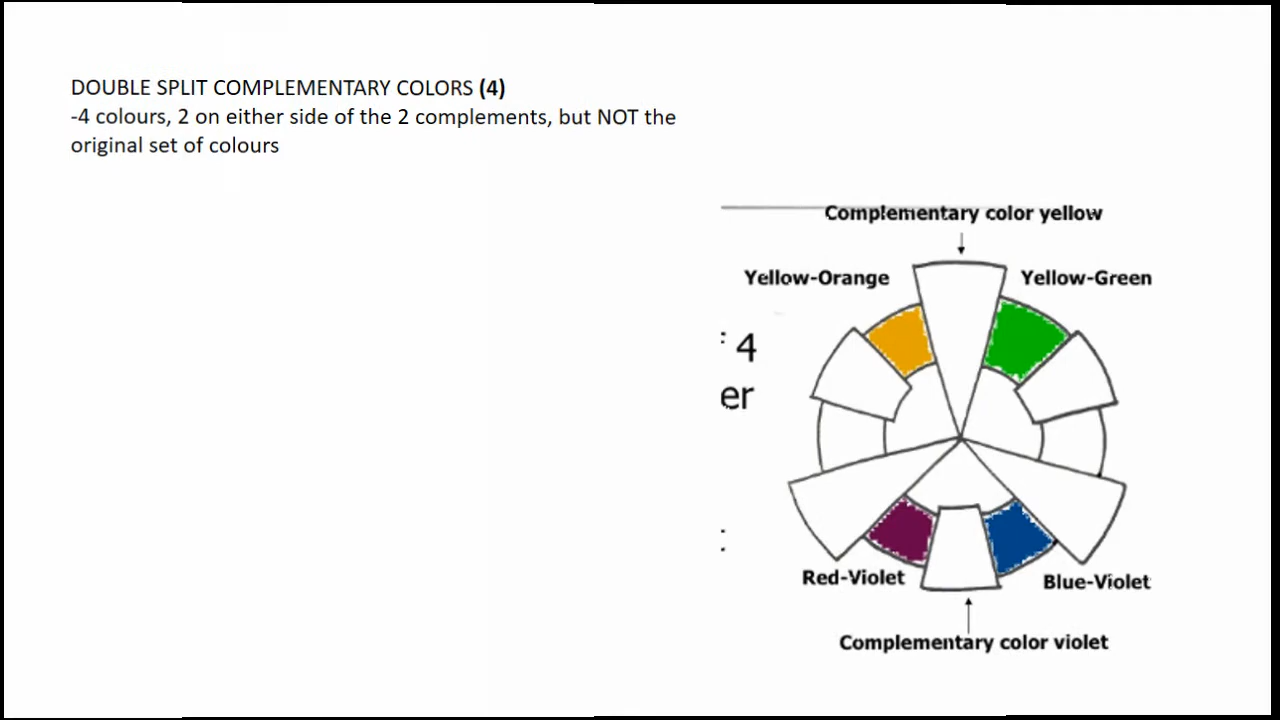 DOUBLE SPLIT COMPLEMENTARY COLORS (4)
-4 colours, 2 on either side of the 2 complements, but NOT the
original set of colours
Complementary color yellow
Yellow-Orange
Yellow-Green
4
er
Red-Violet
Blue-Violet
Complementary color violet